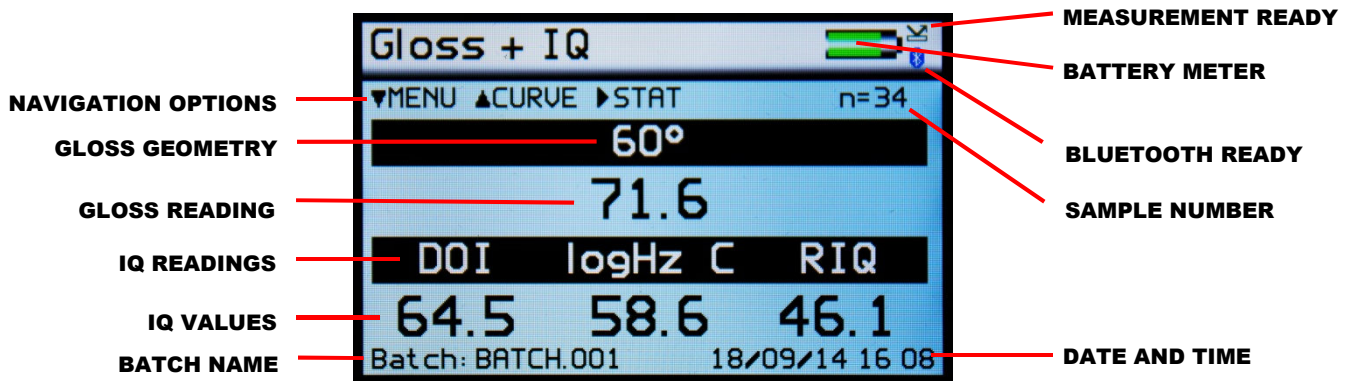 MEASUREMENT READY
Gloss + IQ
BATTERY METER
NAVIGATION OPTIONS
▼MENU ▲CURVE ▶STAT n=34
GLOSS GEOMETRY
60°
BLUETOOTH READY
GLOSS READING
71.6
SAMPLE NUMBER
IQ READINGS
DOI logHz C RIQ
IQ VALUES
64.5 58.6 46.1
BATCH NAME
Batch: BATCH.001 18/09/14 16 08
DATE AND TIME